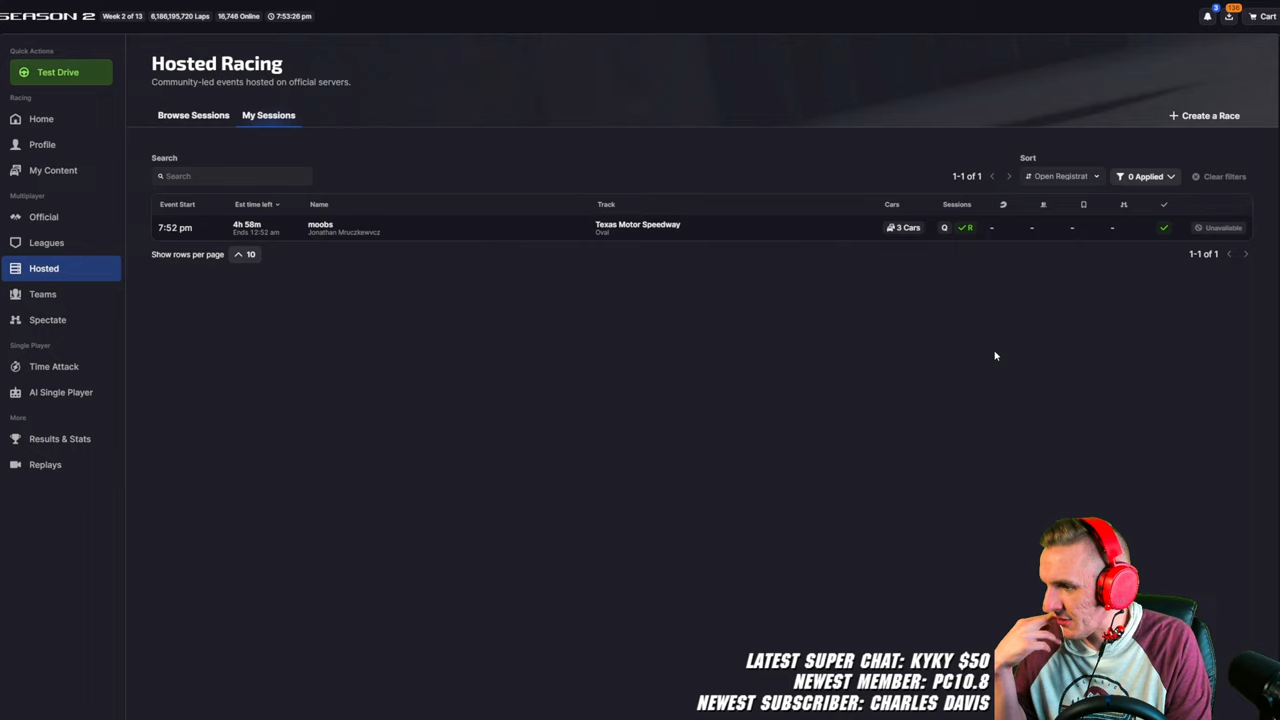 SEASON 2 Week 2 of 13 6,186,195,720 Laps 16,746 Online 7:53:26 pm 3 136 Cart
Quick Actions
Test Drive
Racing
Home
Profile
My Content
Multiplayer
Official
Leagues
Hosted
Teams
Spectate
Single Player
Time Attack
AI Single Player
More
Results & Stats
Replays
Hosted Racing
Community-led events hosted on official servers.
Browse Sessions My Sessions + Create a Race
Search Sort
Search 1-1 of 1 Open Registrat 0 Applied Clear filters
Event Start Est time left Name Track Cars Sessions
7:52 pm 4h 58m moobs Texas Motor Speedway 3 Cars Q R - - - - Unavailable
Ends 12:52 am Jonathan Mruczkewvcz Oval
Show rows per page 10 1-1 of 1
LATEST SUPER CHAT: KYKY $50
NEWEST MEMBER: PC10.8
NEWEST SUBSCRIBER: CHARLES DAVIS